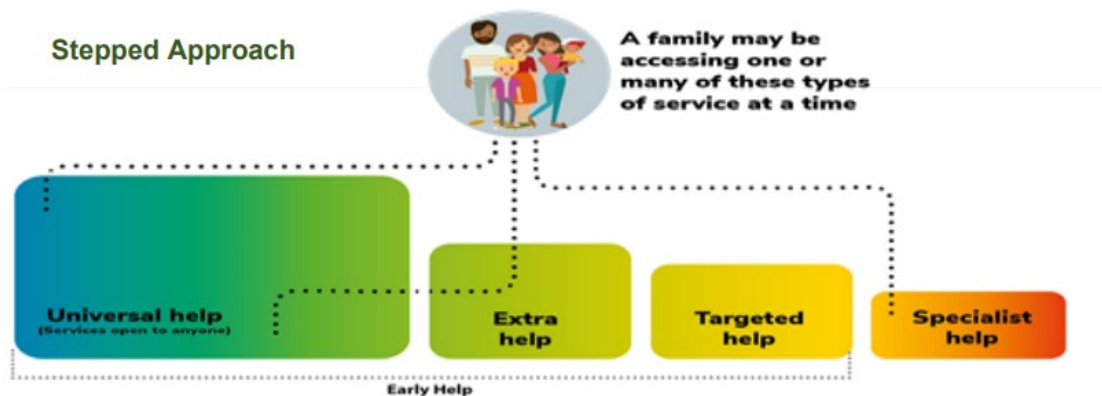 Stepped Approach
A family may be
accessing one or
many of these types
of service at a time
Universal help
(Services open to anyone)
Extra
help
Targeted
help
Specialist
help
Early Help